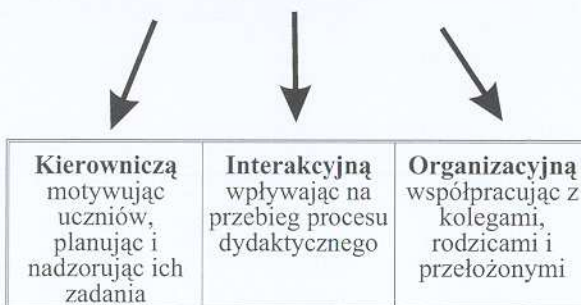 Kierowniczą
motywując
uczniów,
planując i
nadzorując ich
zadania
Interakcyjną
wpływając na
przebieg procesu
dydaktycznego
Organizacyjną
współpracując z
kolegami,
rodzicami i
przełożonymi